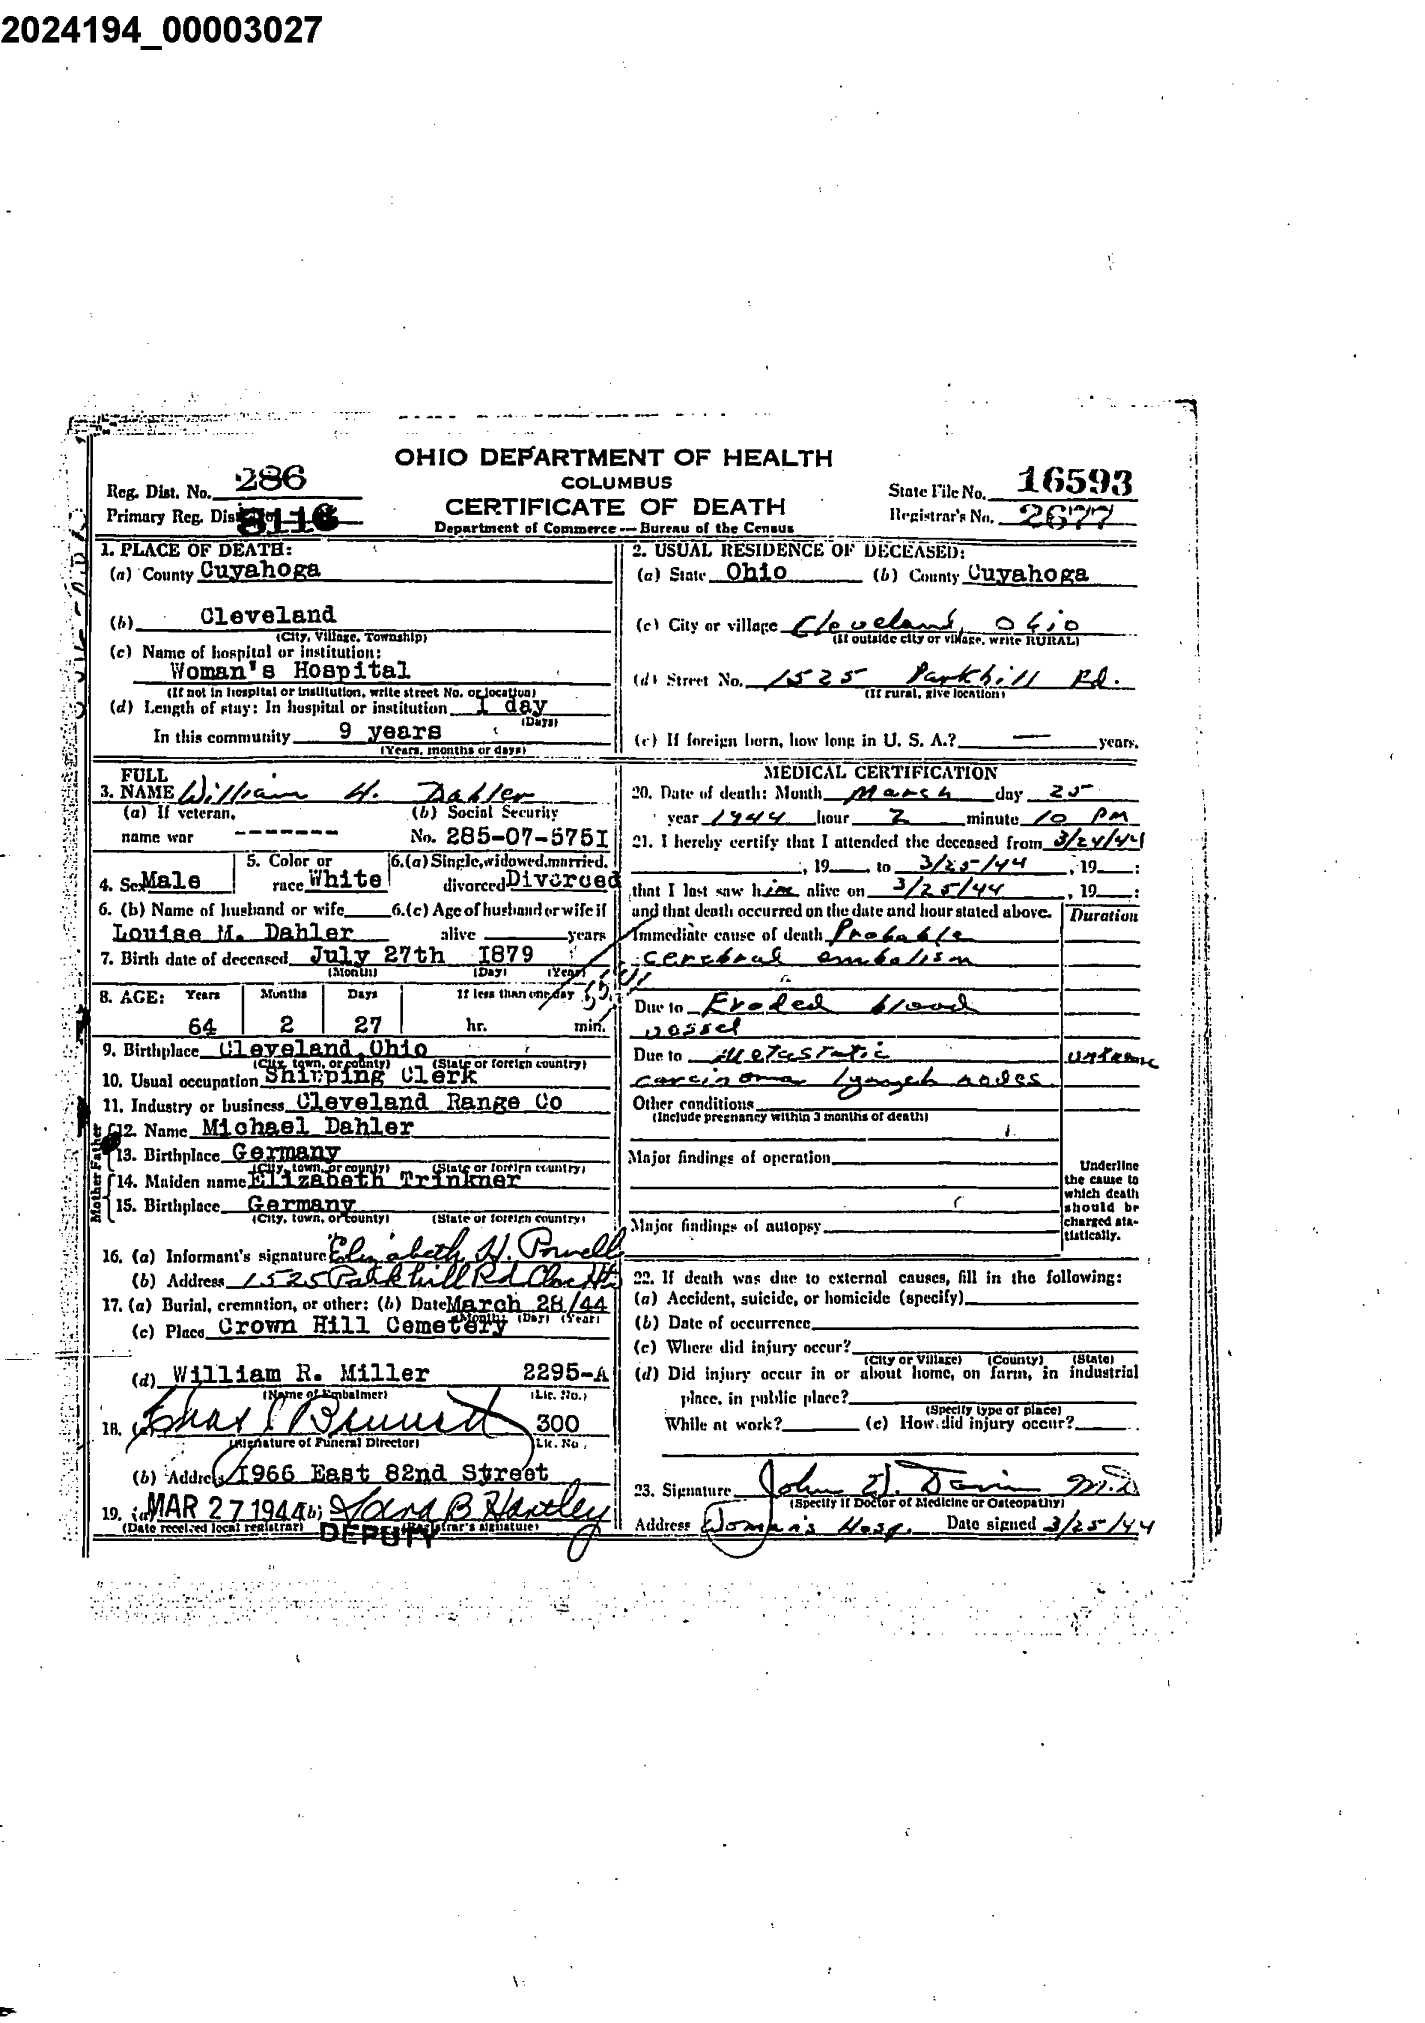 2024194_00003027
OHIO DEPARTMENT OF HEALTH
COLUMBUS
CERTIFICATE OF DEATH
Department of Commerce — Bureau of the Census
Reg. Dist. No. 286
Primary Reg. Dist. 8116
State File No. 16593
Registrar's No. 2677
1. PLACE OF DEATH:
(a) County Cuyahoga
(b) Cleveland
(City, Village, Township)
(c) Name of hospital or institution:
Woman's Hospital
(If not in hospital or institution, write street No. or location)
(d) Length of stay: In hospital or institution 1 day
(Days)
In this community 9 years
(Years, months or days)
2. USUAL RESIDENCE OF DECEASED:
(a) State Ohio (b) County Cuyahoga
(c) City or village Cleveland, Ohio
(If outside city or village, write RURAL)
(d) Street No. 1525 Parkhill Rd.
(If rural, give location)
(e) If foreign born, how long in U. S. A.? — years.
3. FULL NAME William H. Dahler
(a) If veteran, name war --------
(b) Social Security No. 285-07-5751
4. Sex Male
5. Color or race White
6. (a) Single, widowed, married, divorced Divorced
6. (b) Name of husband or wife
Louise M. Dahler
6. (c) Age of husband or wife if alive years
7. Birth date of deceased July 27th 1879
(Month) (Day) (Year)
8. AGE: Years Months Days If less than one day
64 2 27 hr. min.
9. Birthplace Cleveland, Ohio
(City, town, or county) (State or foreign country)
10. Usual occupation Shipping Clerk
11. Industry or business Cleveland Range Co
Father
12. Name Michael Dahler
13. Birthplace Germany
(City, town, or county) (State or foreign country)
Mother
14. Maiden name Elizabeth Trinkner
15. Birthplace Germany
(City, town, or county) (State or foreign country)
16. (a) Informant's signature Elizabeth H. Powell
(b) Address 1525 Parkhill Rd Cleve Hts
17. (a) Burial, cremation, or other: (b) Date March 28/44
(Month) (Day) (Year)
(c) Place Crown Hill Cemetery
(d) William R. Miller 2295-A
(Name of Embalmer) (Lic. No.)
18. (a) 300
(Signature of Funeral Director) Lic. No.
(b) Address 1966 East 82nd Street
19. (a) MAR 27 1944 (b) B Hantley
(Date received local registrar) (Registrar's signature)
DEPUTY
MEDICAL CERTIFICATION
20. Date of death: Month March day 25
year 1944 hour 2 minute 10 PM
21. I hereby certify that I attended the deceased from 3/24/44
, 19 , to 3/25/44 , 19 :
that I last saw him alive on 3/25/44 , 19 :
and that death occurred on the date and hour stated above.
Duration
Immediate cause of death Probable
cerebral embolism
Due to Eroded blood
vessel
Due to Metastatic unknown
carcinoma lymph nodes
Other conditions
(Include pregnancy within 3 months of death)
Major findings of operation
Major findings of autopsy
Underline the cause to which death should be charged statistically.
22. If death was due to external causes, fill in the following:
(a) Accident, suicide, or homicide (specify)
(b) Date of occurrence
(c) Where did injury occur?
(City or Village) (County) (State)
(d) Did injury occur in or about home, on farm, in industrial
place, in public place?
(Specify type of place)
While at work? (e) How did injury occur?
23. Signature John D. M.D
(Specify if Doctor of Medicine or Osteopathy)
Address Woman's Hosp. Date signed 3/25/44